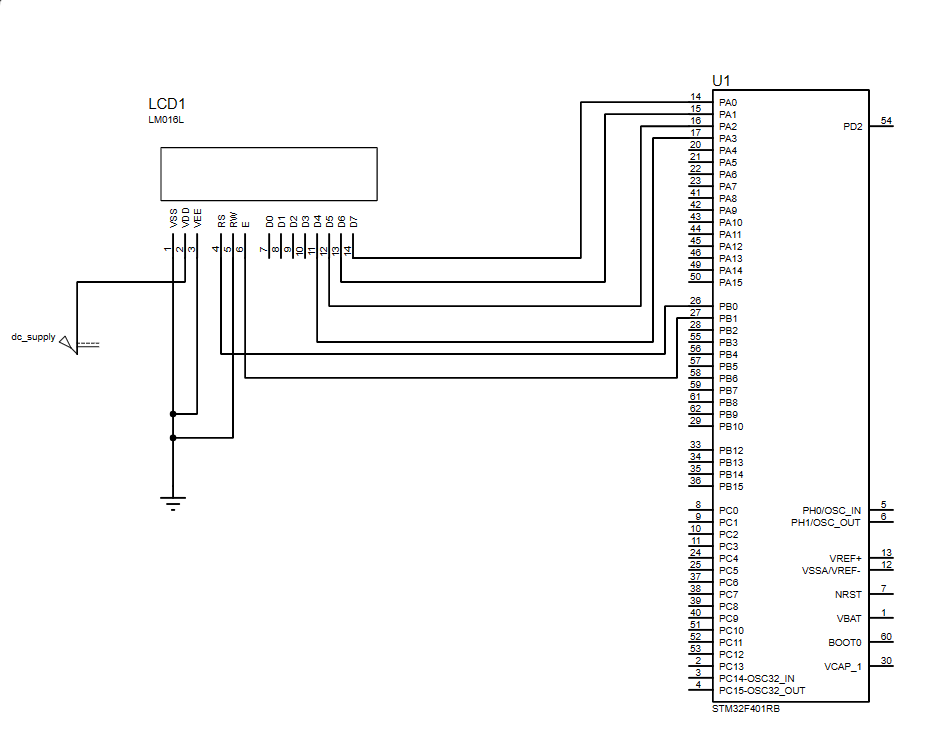 LCD1
LM016L
VSS
VDD
VEE
RS
RW
E
D0
D1
D2
D3
D4
D5
D6
D7
1
2
3
4
5
6
7
8
9
10
11
12
13
14
dc_supply
U1
14 PA0
15 PA1
16 PA2
17 PA3
20 PA4
21 PA5
22 PA6
23 PA7
41 PA8
42 PA9
43 PA10
44 PA11
45 PA12
46 PA13
49 PA14
50 PA15
26 PB0
27 PB1
28 PB2
55 PB3
56 PB4
57 PB5
58 PB6
59 PB7
61 PB8
62 PB9
29 PB10
33 PB12
34 PB13
35 PB14
36 PB15
8 PC0
9 PC1
10 PC2
11 PC3
24 PC4
25 PC5
37 PC6
38 PC7
39 PC8
40 PC9
51 PC10
52 PC11
53 PC12
2 PC13
3 PC14-OSC32_IN
4 PC15-OSC32_OUT
PD2 54
PH0/OSC_IN 5
PH1/OSC_OUT 6
VREF+ 13
VSSA/VREF- 12
NRST 7
VBAT 1
BOOT0 60
VCAP_1 30
STM32F401RB